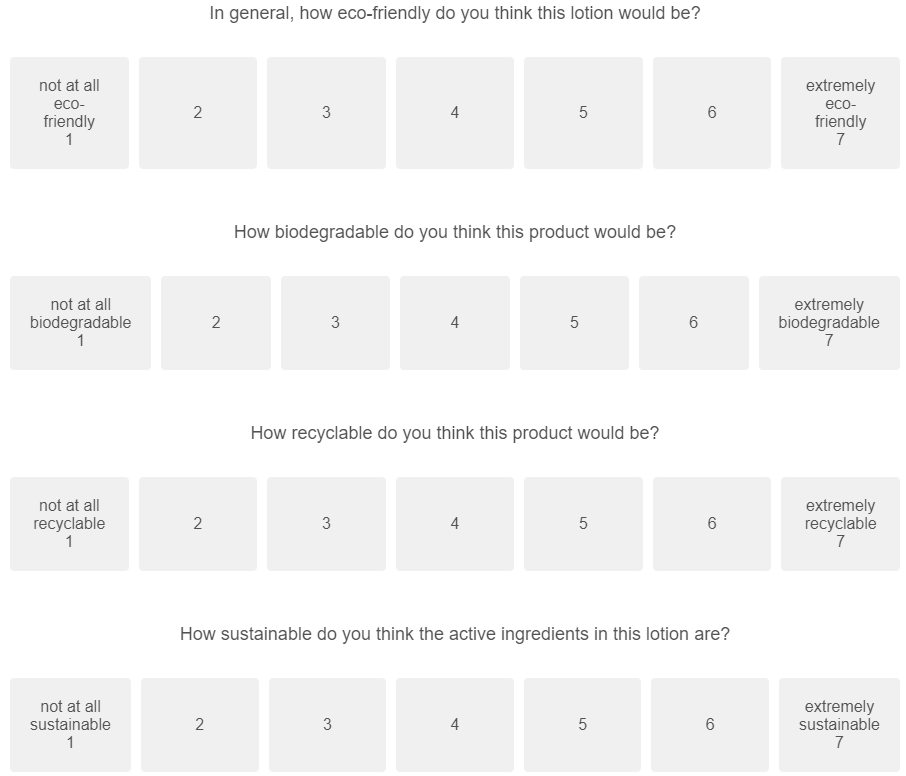 In general, how eco-friendly do you think this lotion would be?
not at all
eco-
friendly
1
2
3
4
5
6
extremely
eco-
friendly
7
How biodegradable do you think this product would be?
not at all
biodegradable
1
2
3
4
5
6
extremely
biodegradable
7
How recyclable do you think this product would be?
not at all
recyclable
1
2
3
4
5
6
extremely
recyclable
7
How sustainable do you think the active ingredients in this lotion are?
not at all
sustainable
1
2
3
4
5
6
extremely
sustainable
7